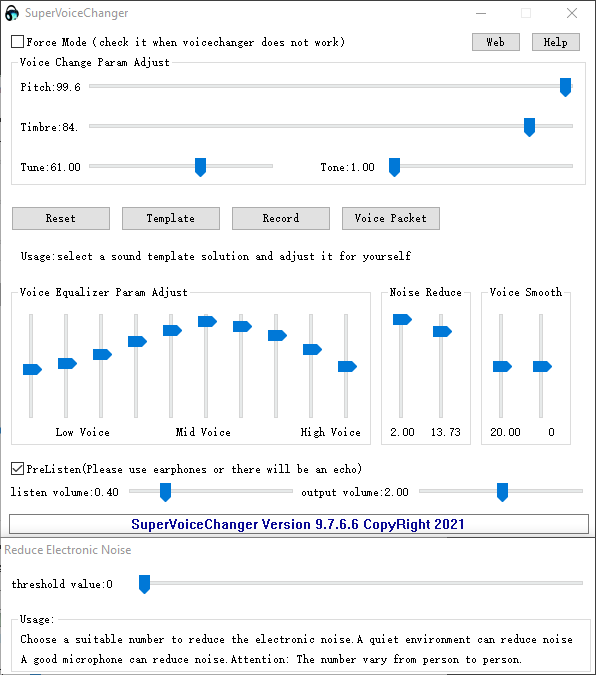 SuperVoiceChanger
Force Mode (check it when voicechanger does not work)
Web
Help
Voice Change Param Adjust
Pitch:99.6
Timbre:84.
Tune:61.00
Tone:1.00
Reset
Template
Record
Voice Packet
Usage:select a sound template solution and adjust it for yourself
Voice Equalizer Param Adjust
Low Voice
Mid Voice
High Voice
Noise Reduce
2.00
13.73
Voice Smooth
20.00
0
PreListen(Please use earphones or there will be an echo)
listen volume:0.40
output volume:2.00
SuperVoiceChanger Version 9.7.6.6 CopyRight 2021
Reduce Electronic Noise
threshold value:0
Usage:
Choose a suitable number to reduce the electronic noise.A quiet environment can reduce noise
A good microphone can reduce noise.Attention: The number vary from person to person.